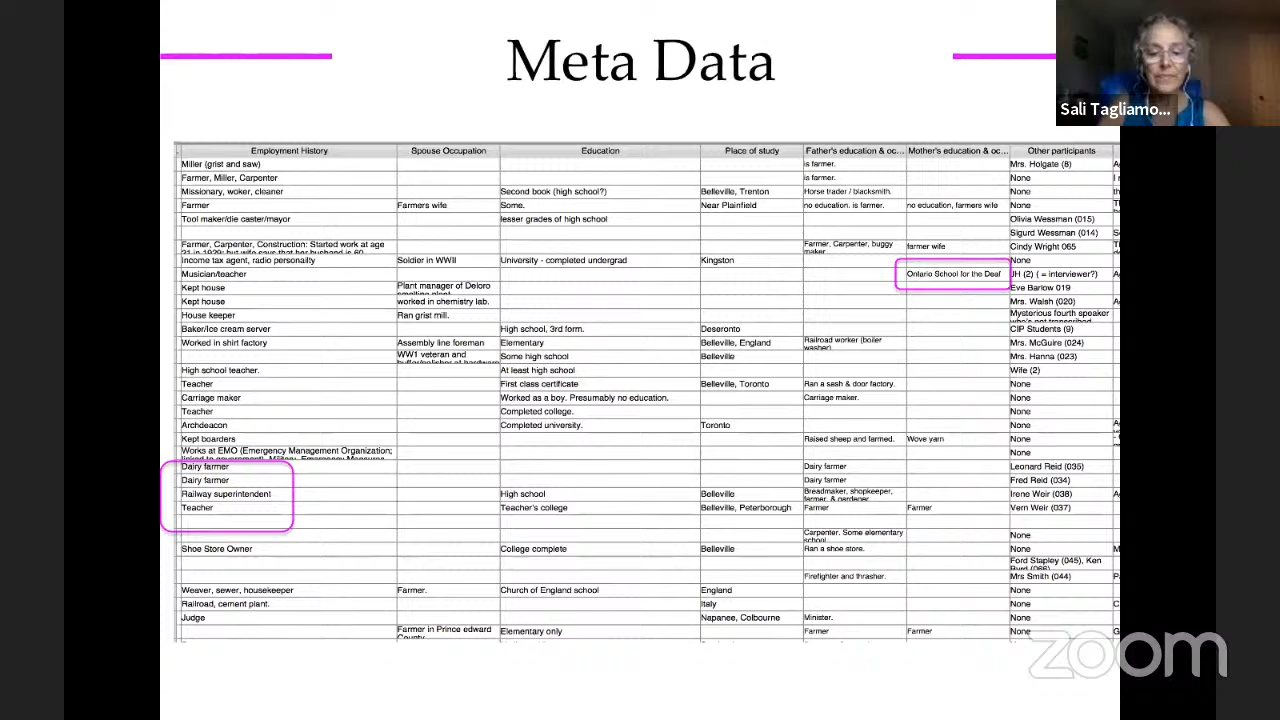 Meta Data
Sali Tagliamo...
Employment History Spouse Occupation Education Place of study Father's education & oc... Mother's education & oc... Other participants
Miller (grist and saw) is farmer. Mrs. Holgate (8)
Farmer, Miller, Carpenter is farmer. None
Missionary, woker, cleaner Second book (high school?) Belleville, Trenton Horse trader / blacksmith. None
Farmer Farmers wife Some. Near Plainfield no education. is farmer. no education, farmers wife None
Tool maker/die caster/mayor lesser grades of high school Olivia Wessman (015)
Sigurd Wessman (014)
Farmer, Carpenter, Construction: Started work at age Farmer, Carpenter, buggy maker farmer wife Cindy Wright 065
21 in 1929; but wife says that her husband is 60
Income tax agent, radio personality Soldier in WWII University - completed undergrad Kingston None
Musician/teacher Ontario School for the Deaf JH (2) ( = interviewer?)
Kept house Plant manager of Deloro Eve Barlow 019
Kept house worked in chemistry lab. Mrs. Walsh (020)
House keeper Ran grist mill. Mysterious fourth speaker
Baker/Ice cream server High school, 3rd form. Deseronto CIP Students (9)
Worked in shirt factory Assembly line foreman Elementary Belleville, England Railroad worker (boiler washer). Mrs. McGuire (024)
WW1 veteran and Some high school Belleville Mrs. Hanna (023)
High school teacher. At least high school Wife (2)
Teacher First class certificate Belleville, Toronto Ran a sash & door factory. None
Carriage maker Worked as a boy. Presumably no education. Carriage maker. None
Teacher Completed college. None
Archdeacon Completed university. Toronto None
Kept boarders Raised sheep and farmed. Wove yarn None
Works at EMO (Emergency Management Organization; None
Dairy farmer Dairy farmer Leonard Reid (035)
Dairy farmer Dairy farmer Fred Reid (034)
Railway superintendent High school Belleville Breadmaker, shopkeeper, farmer, & gardener Irene Weir (038)
Teacher Teacher's college Belleville, Peterborough Farmer Farmer Vern Weir (037)
Carpenter. Some elementary school None
Shoe Store Owner College complete Belleville Ran a shoe store. None
Ford Stapley (045), Ken
Firefighter and thrasher. Mrs Smith (044)
Weaver, sewer, housekeeper Farmer. Church of England school England None
Railroad, cement plant. Italy None
Judge Napanee, Colbourne Minister. None
Farmer in Prince edward County Elementary only Farmer Farmer None
zoom